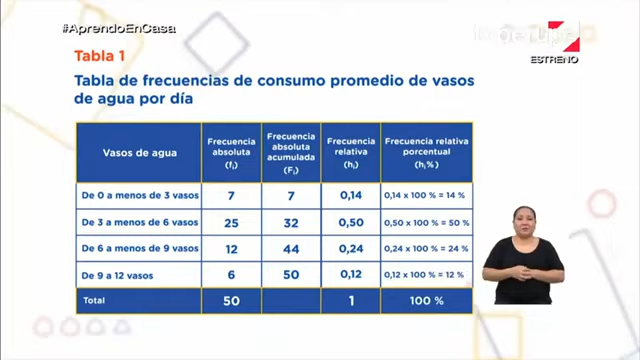 #AprendoEnCasa
ESTRENO
Tabla 1
Tabla de frecuencias de consumo promedio de vasos
de agua por día
Vasos de agua
Frecuencia
absoluta
(fᵢ)
Frecuencia
absoluta
acumulada
(Fᵢ)
Frecuencia
relativa
(hᵢ)
Frecuencia relativa
porcentual
(hᵢ%)
De 0 a menos de 3 vasos 7 7 0,14 0,14 x 100 % = 14 %
De 3 a menos de 6 vasos 25 32 0,50 0,50 x 100 % = 50 %
De 6 a menos de 9 vasos 12 44 0,24 0,24 x 100 % = 24 %
De 9 a 12 vasos 6 50 0,12 0,12 x 100 % = 12 %
Total 50 1 100 %